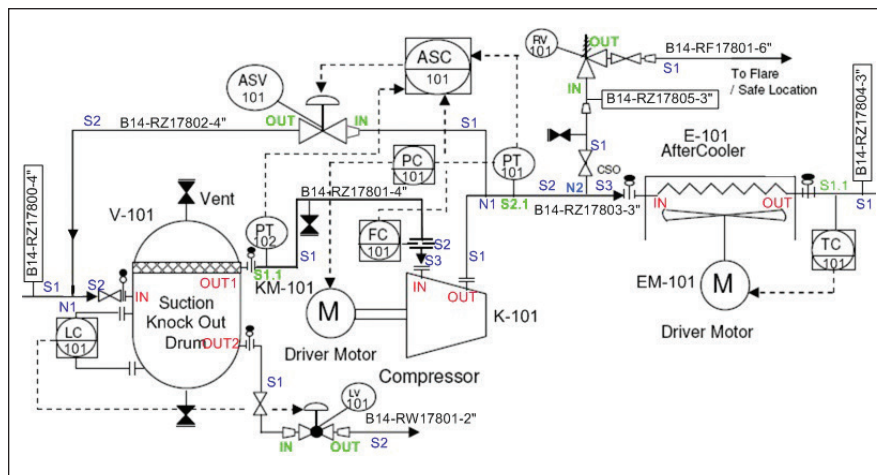 RV
101
OUT
B14-RF17801-6"
S1
To Flare
/ Safe Location
IN
B14-RZ17805-3"
B14-RZ17804-3"
ASC
101
ASV
101
OUT
IN
S2
B14-RZ17802-4"
S1
PC
101
PT
101
S1
CSO
E-101
AfterCooler
B14-RZ17801-4"
N1
S2.1
S2
N2
S3
B14-RZ17803-3"
IN
OUT
S1.1
S1
Vent
V-101
B14-RZ17800-4"
PT
102
FC
101
S1
S2
S3
S1
TC
101
OUT1
S1.1
KM-101
IN
OUT
K-101
EM-101
M
S1
S2
N1
IN
Suction
Knock Out
Drum
OUT2
LC
101
M
Driver Motor
Compressor
Driver Motor
S1
LV
101
B14-RW17801-2"
IN
OUT
S2